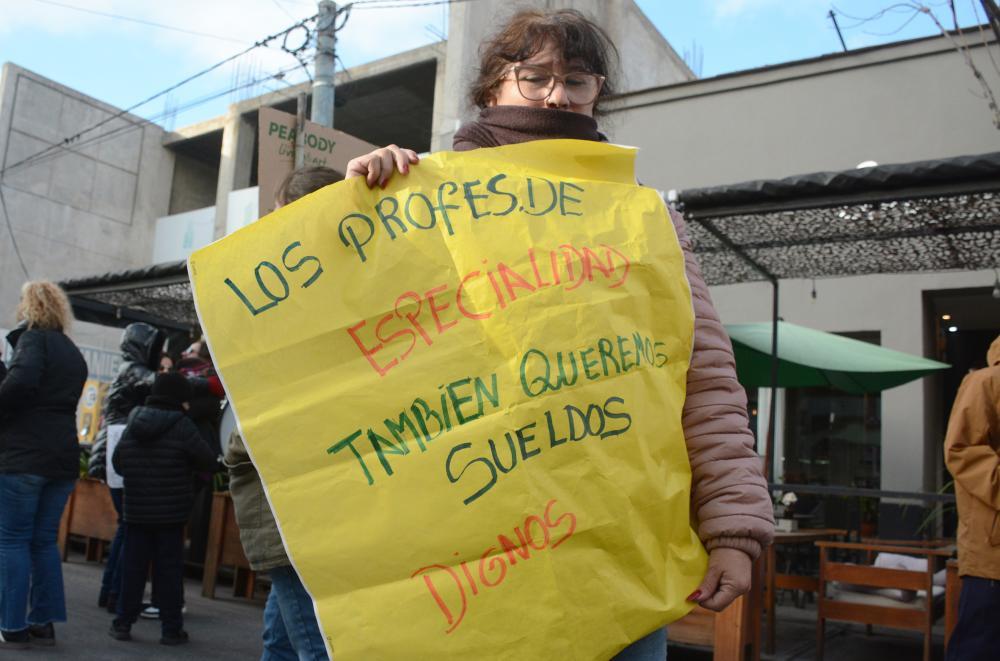 PEABODY
LOS PROFES.DE
ESPECIALIDAD
TAMBIÉN QUEREMOS
SUELDOS
DIGNOS